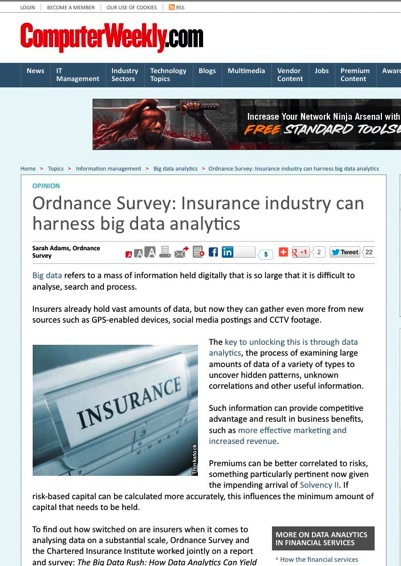 LOGIN | BECOME A MEMBER | OUR USE OF COOKIES | RSS
ComputerWeekly.com
News IT Management Industry Sectors Technology Topics Blogs Multimedia Vendor Content Jobs Premium Content
Increase Your Network Ninja Arsenal with
FREE STANDARD TOOLS
Home > Topics > Information management > Big data analytics > Ordnance Survey: Insurance industry can harness big data analytics
OPINION
Ordnance Survey: Insurance industry can
harness big data analytics
Sarah Adams, Ordnance
Survey
A A A
5 +1 2 Tweet 22
Big data refers to a mass of information held digitally that is so large that it is difficult to
analyse, search and process.
Insurers already hold vast amounts of data, but now they can gather even more from new
sources such as GPS-enabled devices, social media postings and CCTV footage.
INSURANCE
Thinkstock
The key to unlocking this is through data
analytics, the process of examining large
amounts of data of a variety of types to
uncover hidden patterns, unknown
correlations and other useful information.
Such information can provide competitive
advantage and result in business benefits,
such as more effective marketing and
increased revenue.
Premiums can be better correlated to risks,
something particularly pertinent now given
the impending arrival of Solvency II. If
risk-based capital can be calculated more accurately, this influences the minimum amount of
capital that needs to be held.
To find out how switched on are insurers when it comes to
analysing data on a substantial scale, Ordnance Survey and
the Chartered Insurance Institute worked jointly on a report
and survey: The Big Data Rush: How Data Analytics Can Yield
MORE ON DATA ANALYTICS
IN FINANCIAL SERVICES
How the financial services